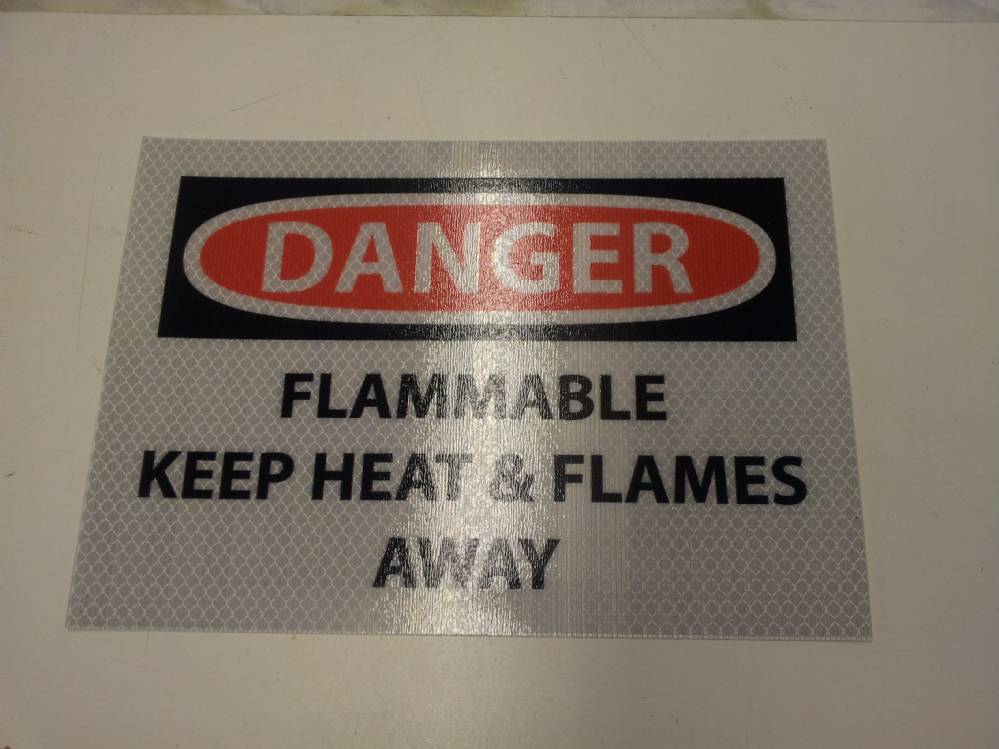 DANGER
FLAMMABLE
KEEP HEAT & FLAMES
AWAY